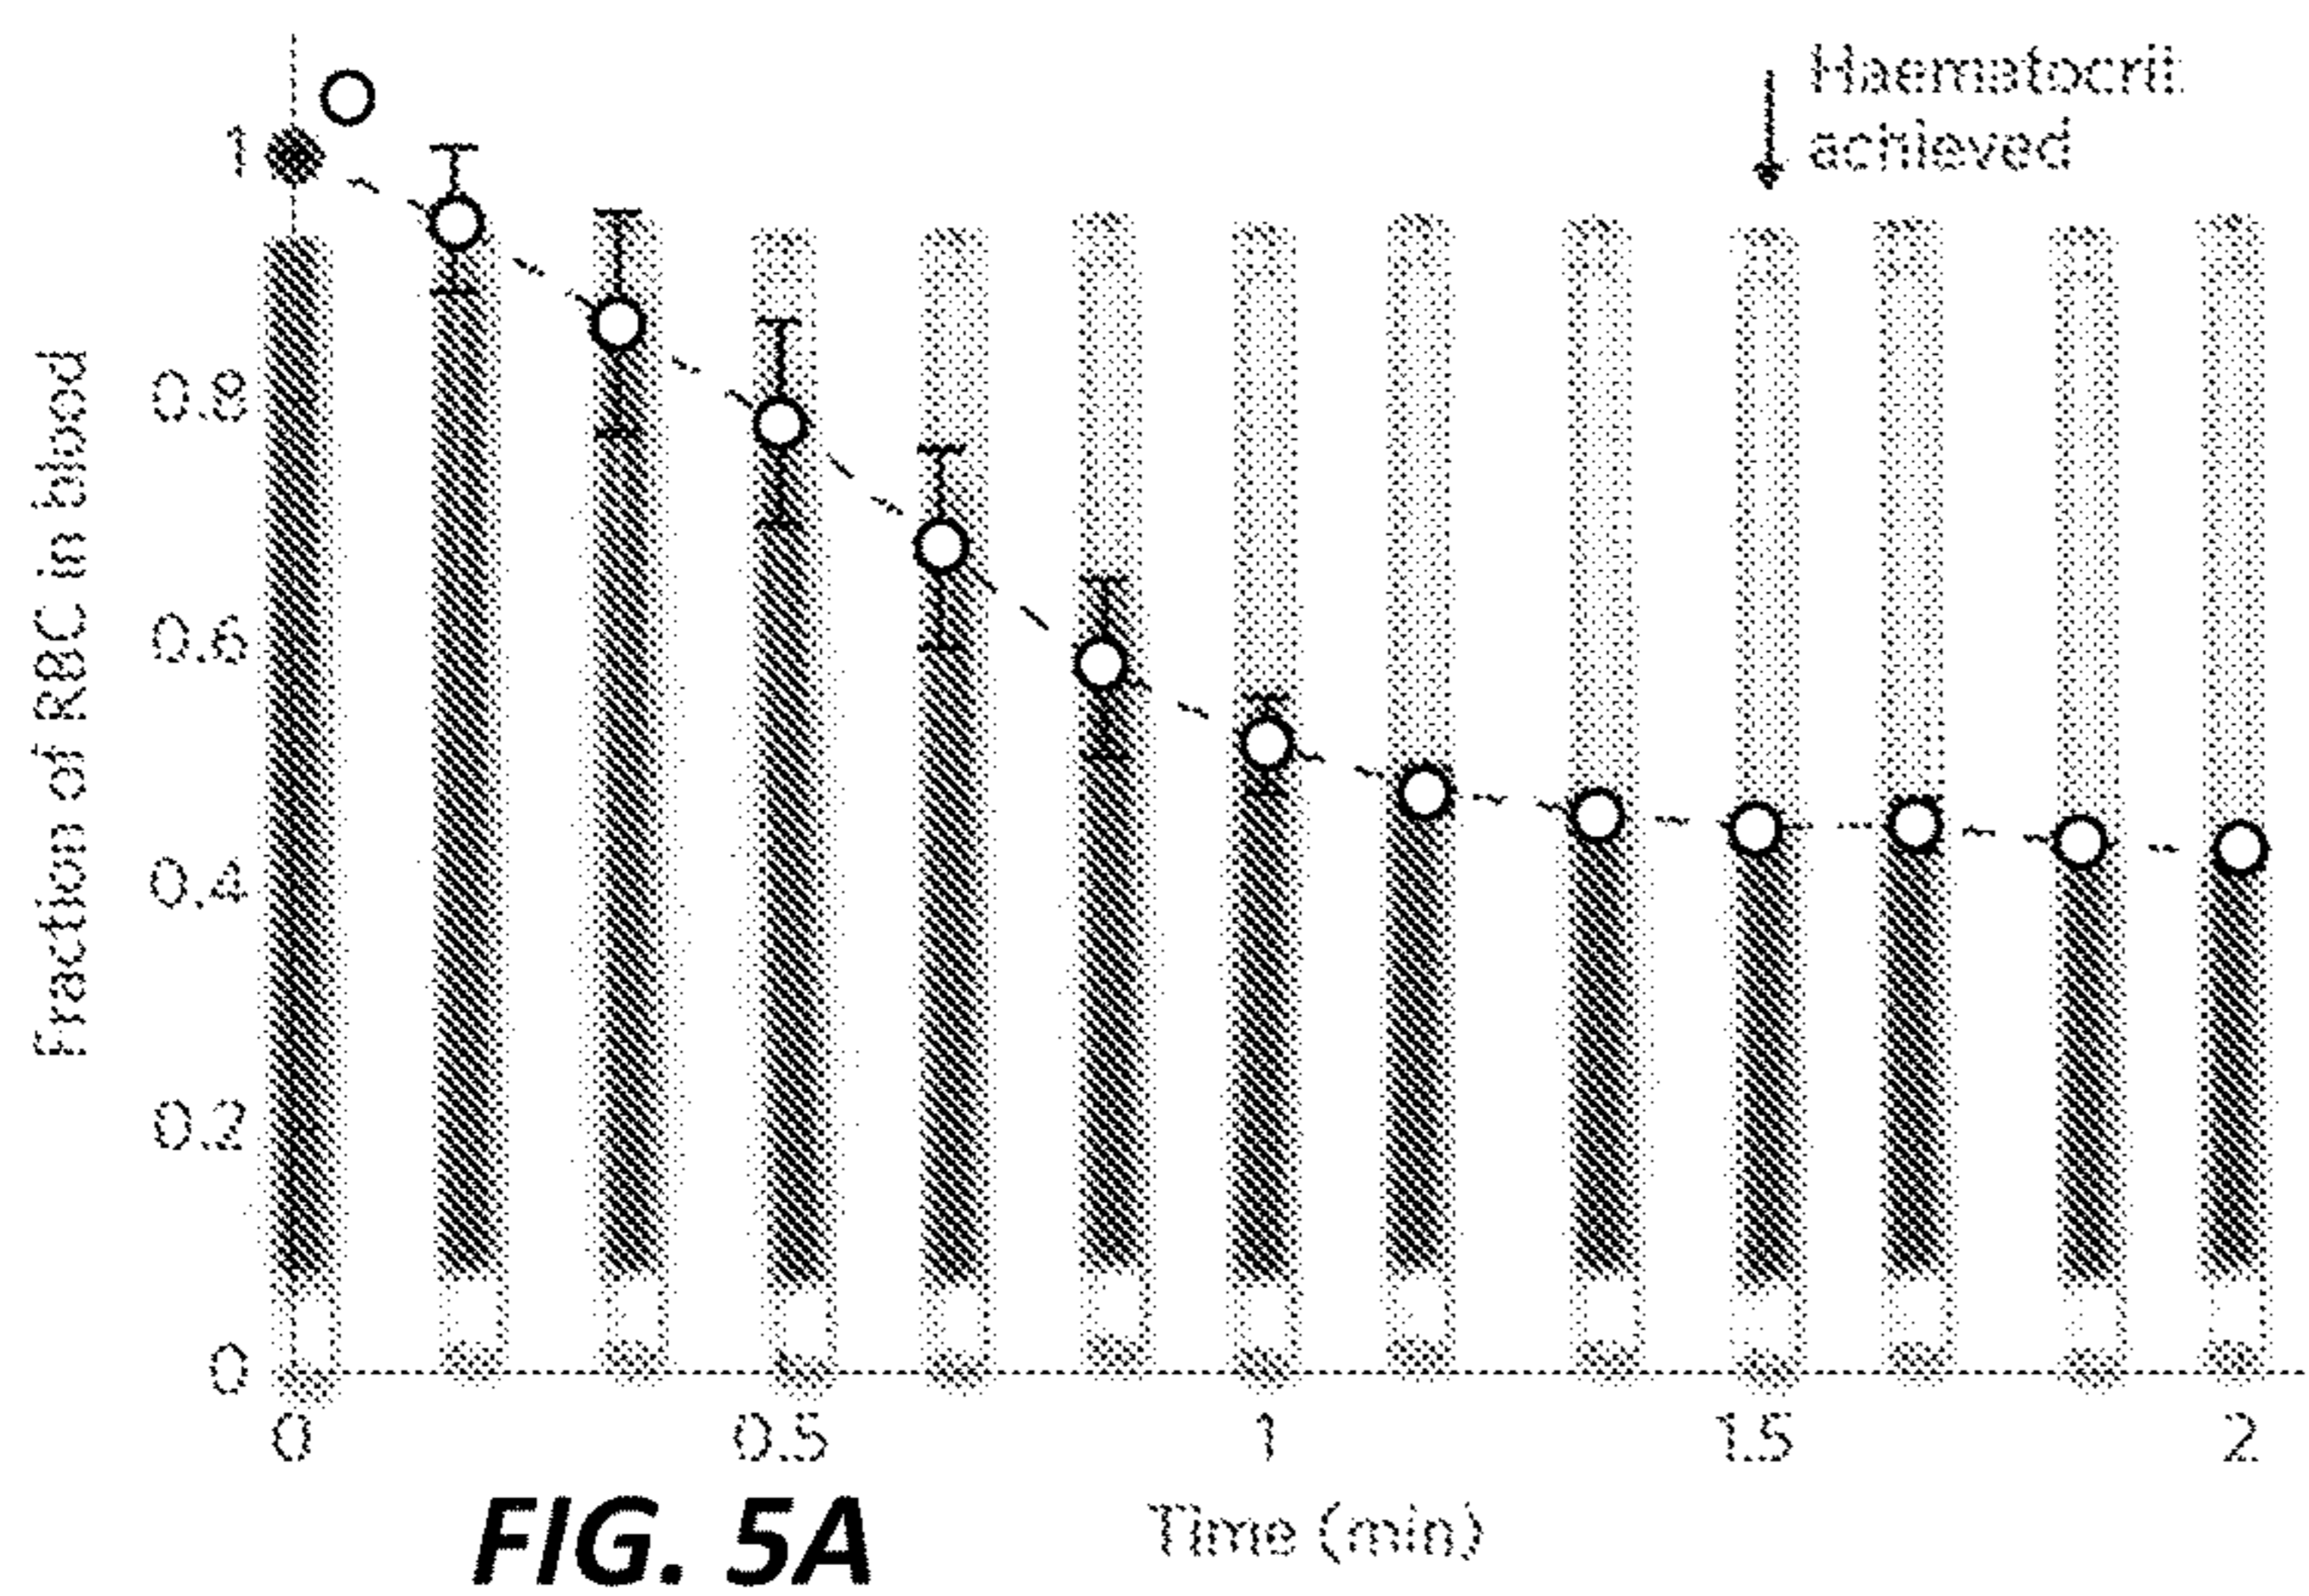 Haematocrit
achieved
Fraction of RBC in blood
1
0.8
0.6
0.4
0.2
0
0
0.5
1
1.5
2
Time (min)
FIG. 5A